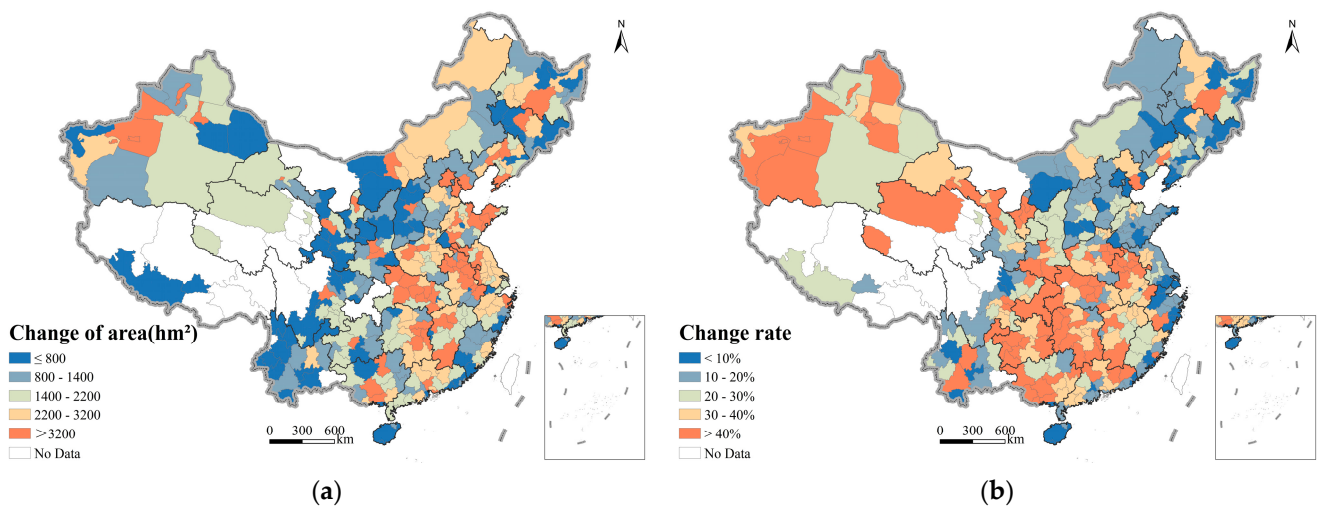 N
Change of area(hm²)
≤ 800
800 - 1400
1400 - 2200
2200 - 3200
＞3200
No Data
0 300 600
km
(a)
N
Change rate
< 10%
10 - 20%
20 - 30%
30 - 40%
> 40%
No Data
0 300 600
km
(b)